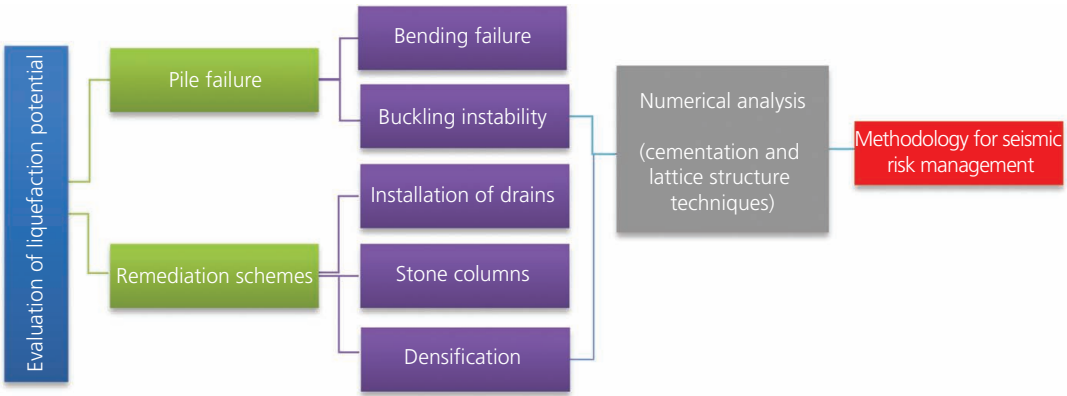 Evaluation of liquefaction potential
Pile failure
Remediation schemes
Bending failure
Buckling instability
Installation of drains
Stone columns
Densification
Numerical analysis
(cementation and
lattice structure
techniques)
Methodology for seismic
risk management